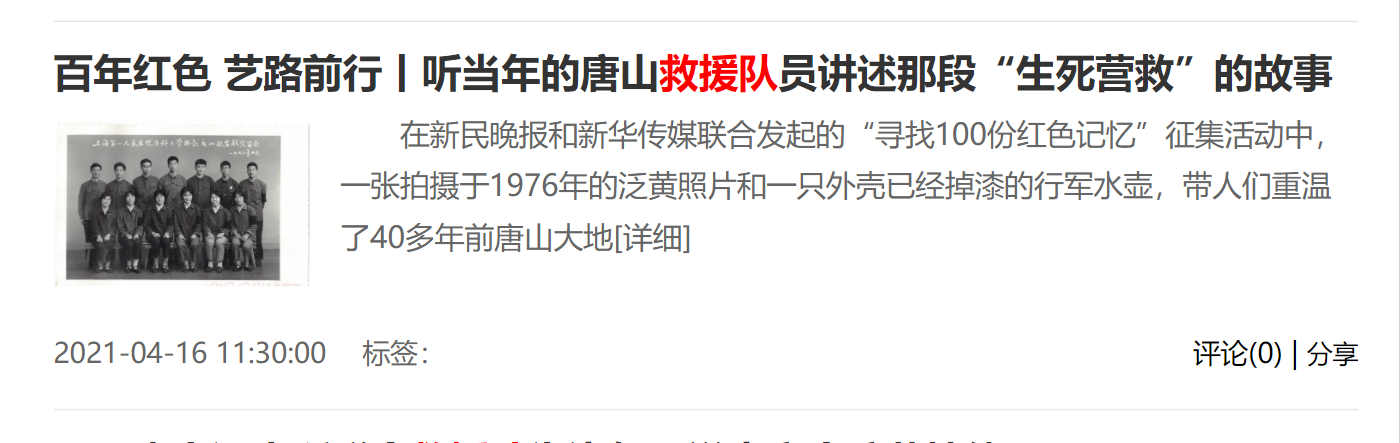 百年红色 艺路前行丨听当年的唐山救援队员讲述那段“生死营救”的故事
在新民晚报和新华传媒联合发起的“寻找100份红色记忆”征集活动中，
一张拍摄于1976年的泛黄照片和一只外壳已经掉漆的行军水壶，带人们重温
了40多年前唐山大地[详细]
2021-04-16 11:30:00 标签：
评论(0) | 分享